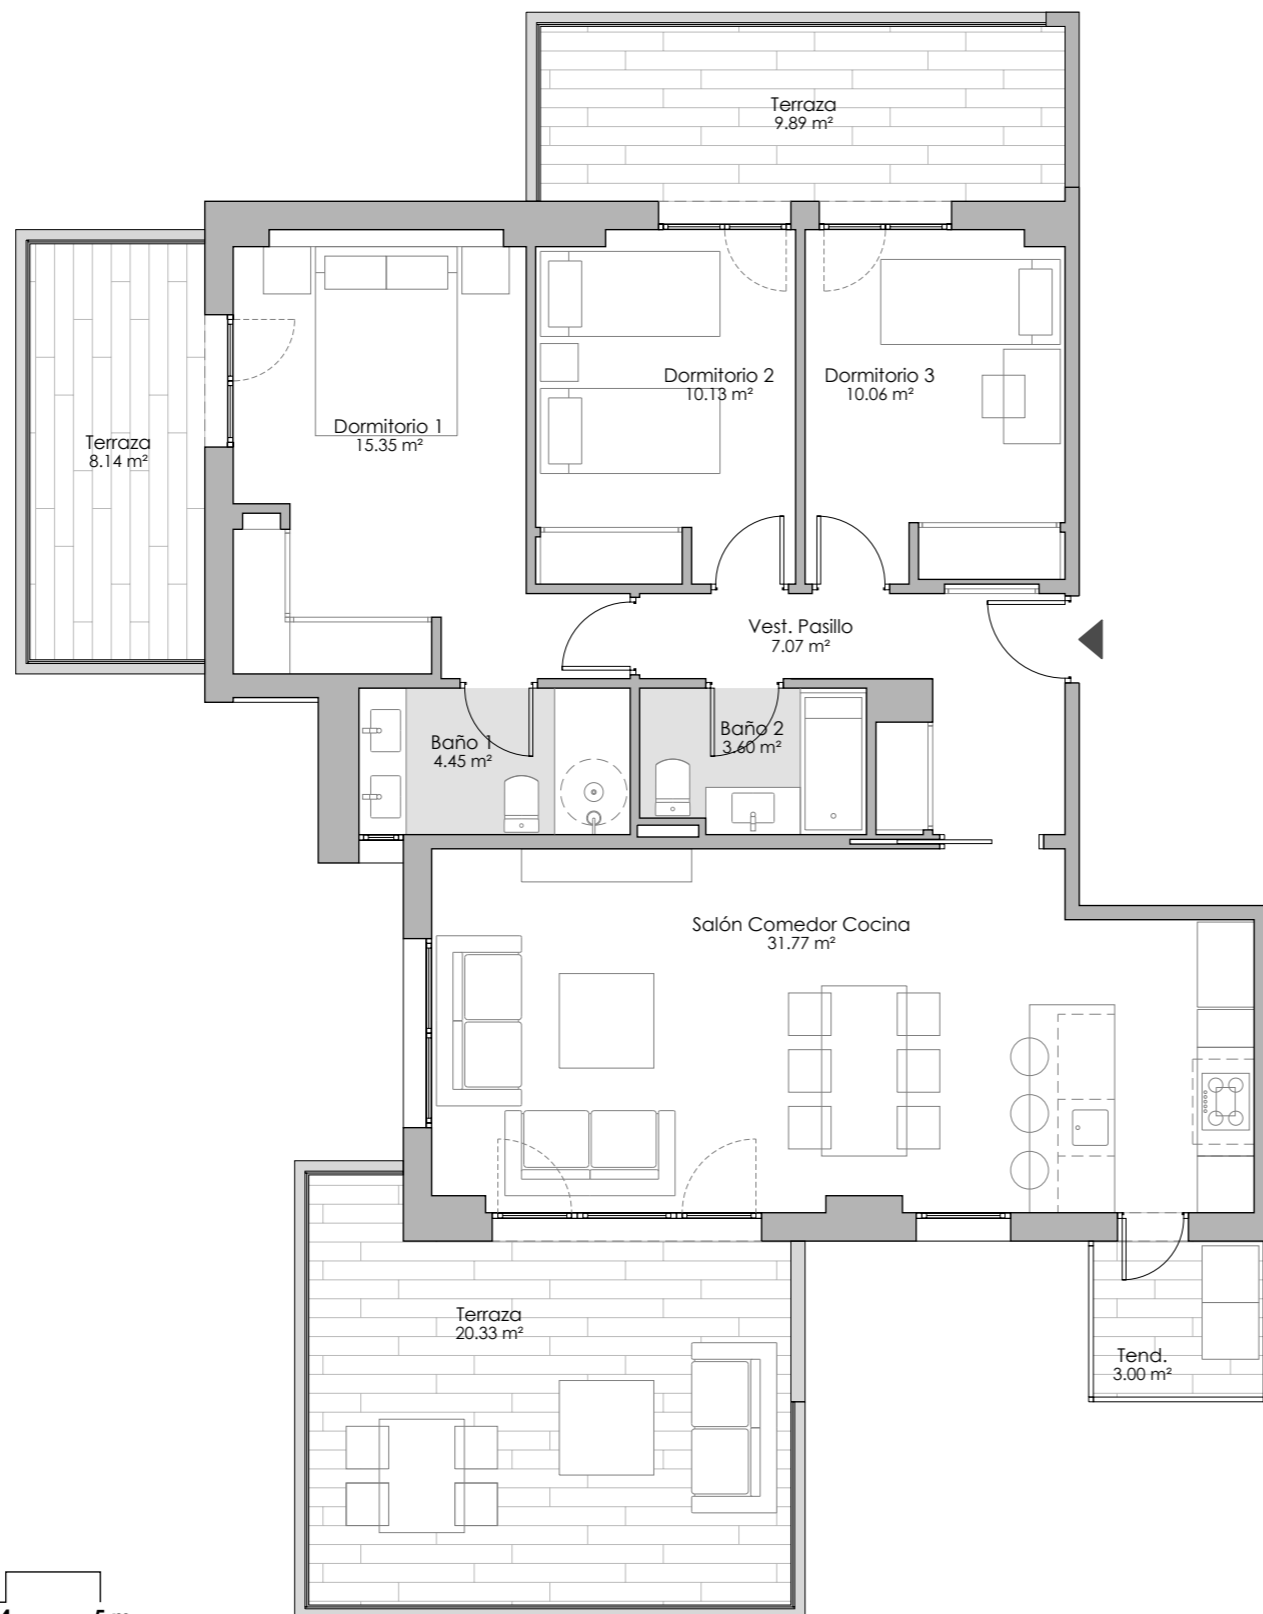 Terraza
9.89 m²
Dormitorio 2
10.13 m²
Dormitorio 3
10.06 m²
Dormitorio 1
15.35 m²
Terraza
8.14 m²
Vest. Pasillo
7.07 m²
Baño 1
4.45 m²
Baño 2
3.60 m²
Salón Comedor Cocina
31.77 m²
Terraza
20.33 m²
Tend.
3.00 m²